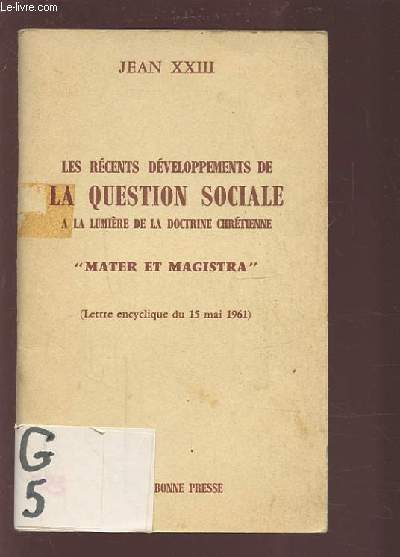 Le-livre.com
JEAN XXIII
LES RÉCENTS DÉVELOPPEMENTS DE
LA QUESTION SOCIALE
A LA LUMIÈRE DE LA DOCTRINE CHRÉTIENNE
"MATER ET MAGISTRA"
(Lettre encyclique du 15 mai 1961)
G
5
BONNE PRESSE